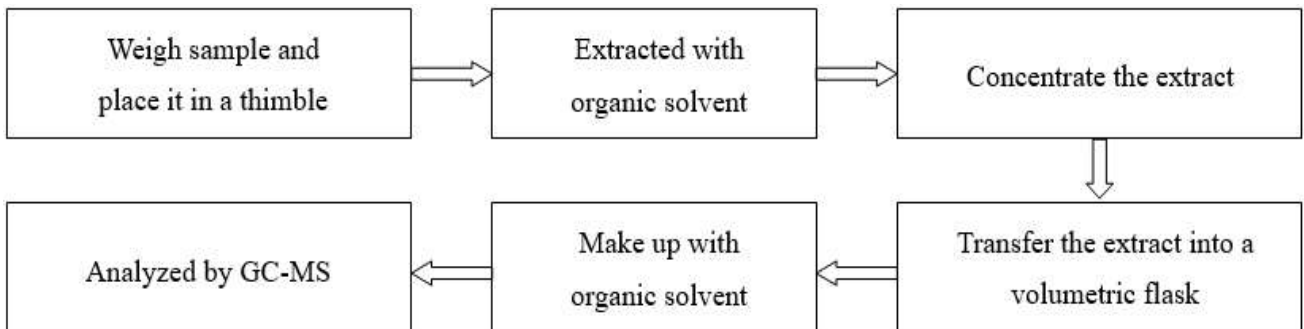 Weigh sample and
place it in a thimble
Extracted with
organic solvent
Concentrate the extract
Transfer the extract into a
volumetric flask
Make up with
organic solvent
Analyzed by GC-MS